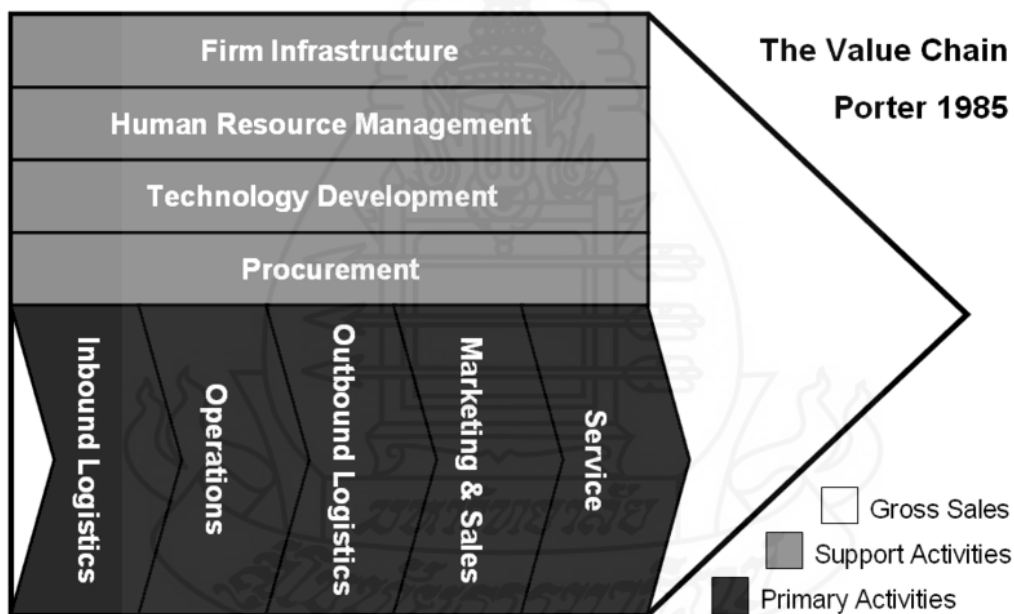 Firm Infrastructure
Human Resource Management
Technology Development
Procurement
Inbound Logistics
Operations
Outbound Logistics
Marketing & Sales
Service
The Value Chain
Porter 1985
Gross Sales
Support Activities
Primary Activities